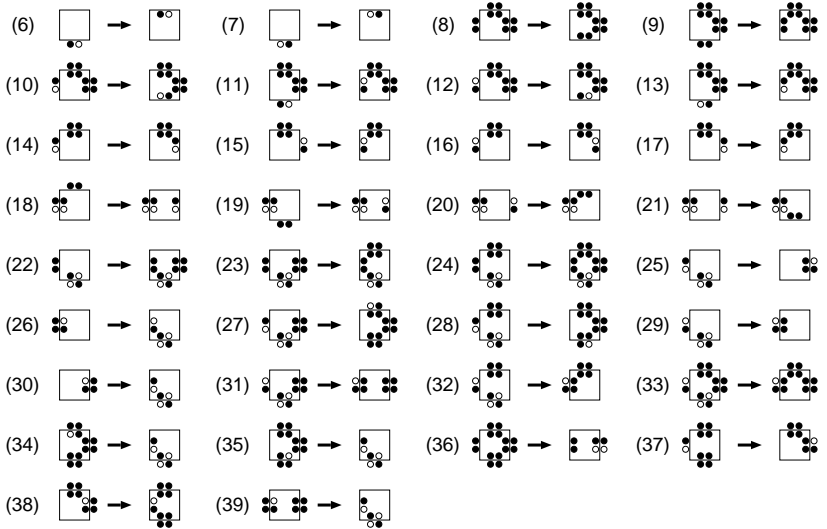 (6) (7) (8) (9)
(10) (11) (12) (13)
(14) (15) (16) (17)
(18) (19) (20) (21)
(22) (23) (24) (25)
(26) (27) (28) (29)
(30) (31) (32) (33)
(34) (35) (36) (37)
(38) (39)